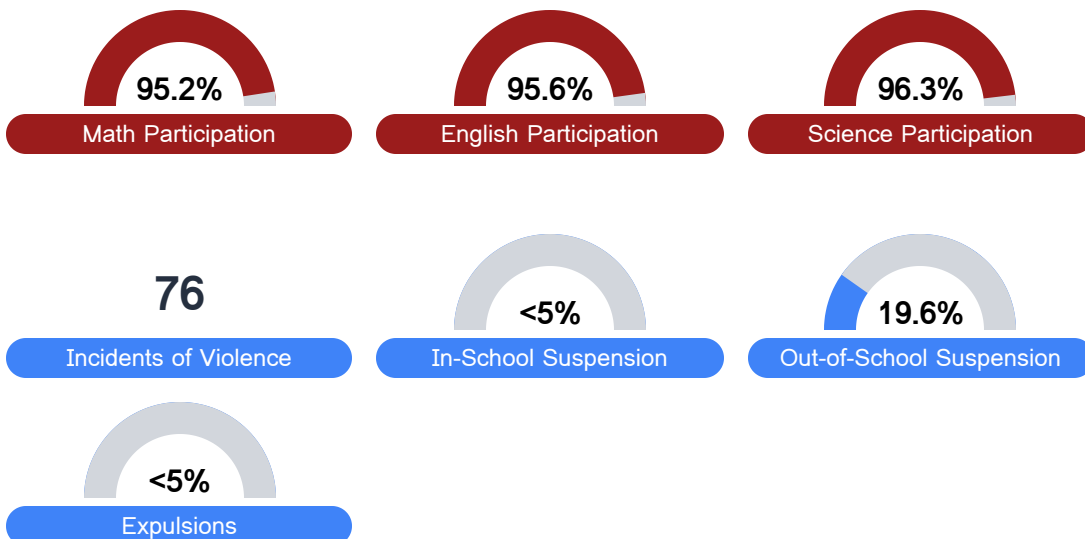 95.2%
Math Participation
95.6%
English Participation
96.3%
Science Participation
76
Incidents of Violence
<5%
In-School Suspension
19.6%
Out-of-School Suspension
<5%
Expulsions